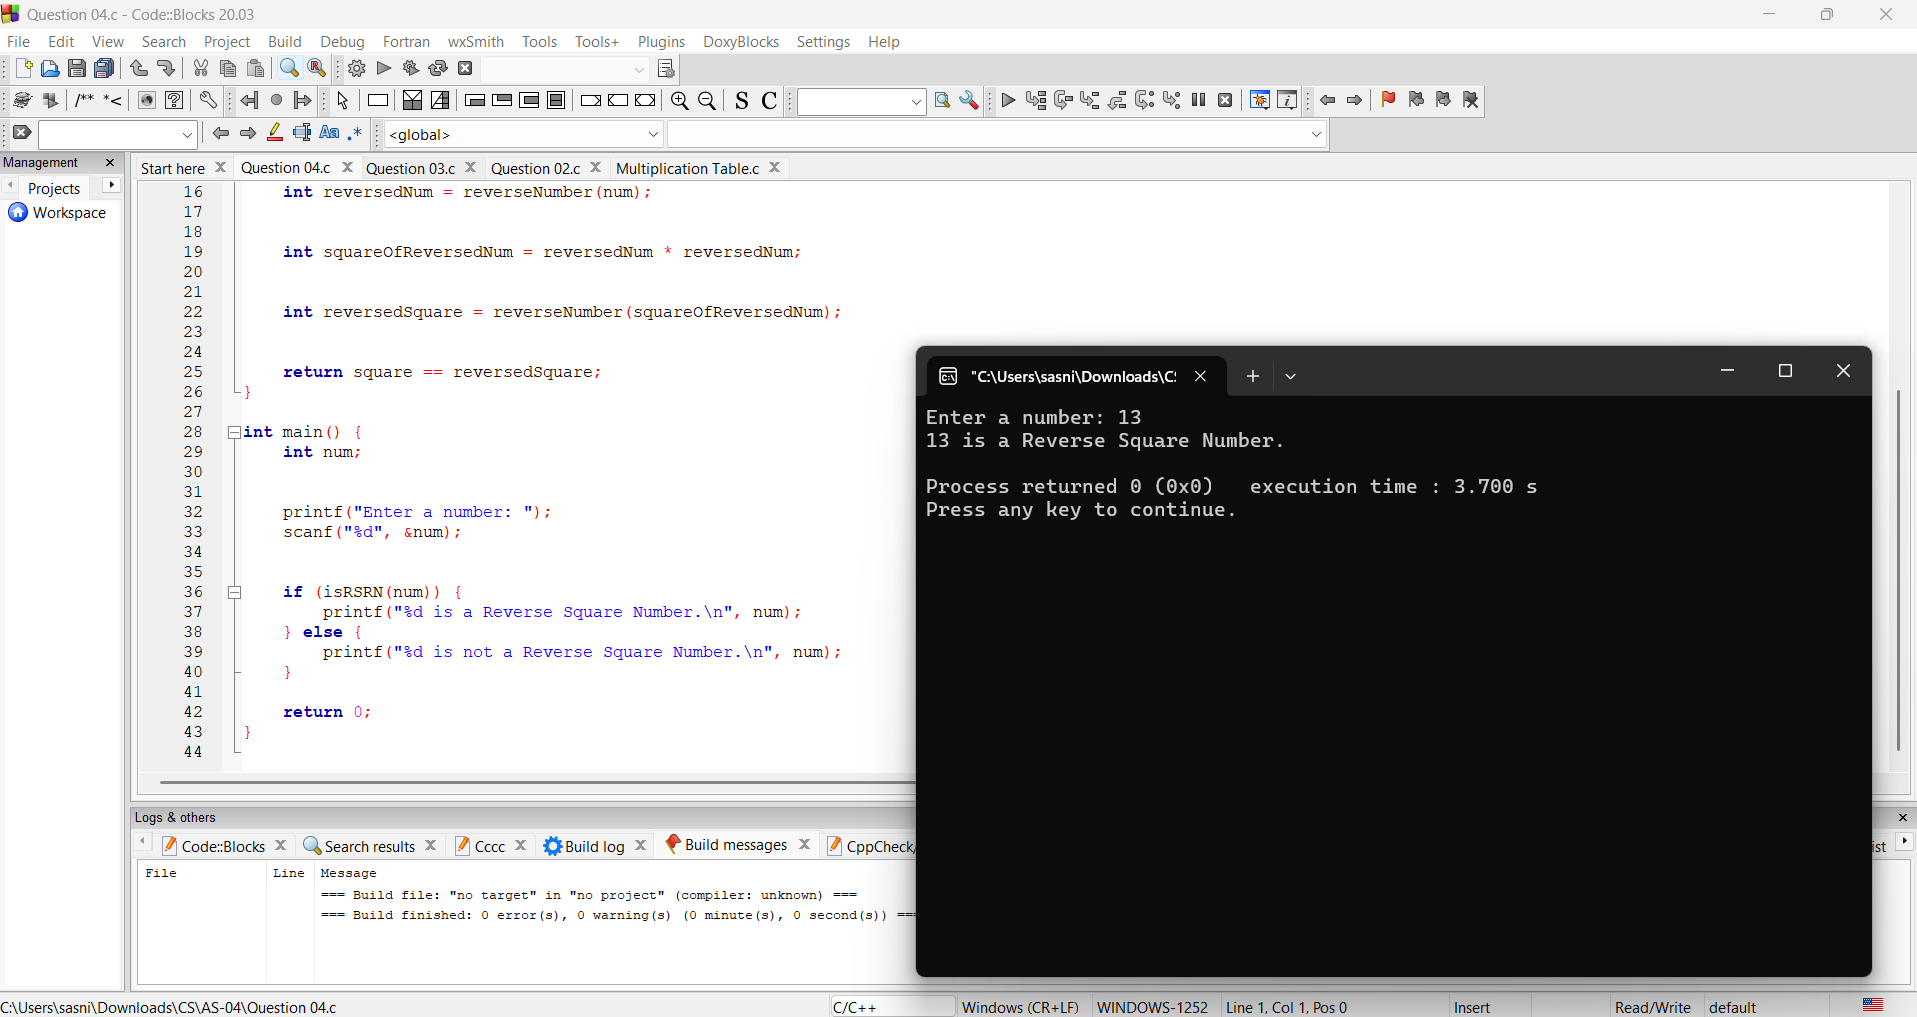 Question 04.c - Code::Blocks 20.03
File Edit View Search Project Build Debug Fortran wxSmith Tools Tools+ Plugins DoxyBlocks Settings Help
/** *< S C
Aa .* <global>
Management
Start here Question 04.c Question 03.c Question 02.c Multiplication Table.c
Projects
Workspace
16 int reversedNum = reverseNumber(num);
17
18
19 int squareOfReversedNum = reversedNum * reversedNum;
20
21
22 int reversedSquare = reverseNumber(squareOfReversedNum);
23
24
25 return square == reversedSquare;
26 }
27
28 int main() {
29 int num;
30
31
32 printf("Enter a number: ");
33 scanf("%d", &num);
34
35
36 if (isRSRN(num)) {
37 printf("%d is a Reverse Square Number.\n", num);
38 } else {
39 printf("%d is not a Reverse Square Number.\n", num);
40 }
41
42 return 0;
43 }
44
"C:\Users\sasni\Downloads\C
Enter a number: 13
13 is a Reverse Square Number.
Process returned 0 (0x0) execution time : 3.700 s
Press any key to continue.
Logs & others
Code::Blocks Search results Cccc Build log Build messages CppCheck/ ist
File Line Message
=== Build file: "no target" in "no project" (compiler: unknown) ===
=== Build finished: 0 error(s), 0 warning(s) (0 minute(s), 0 second(s)) ===
C:\Users\sasni\Downloads\CS\AS-04\Question 04.c C/C++ Windows (CR+LF) WINDOWS-1252 Line 1, Col 1, Pos 0 Insert Read/Write default